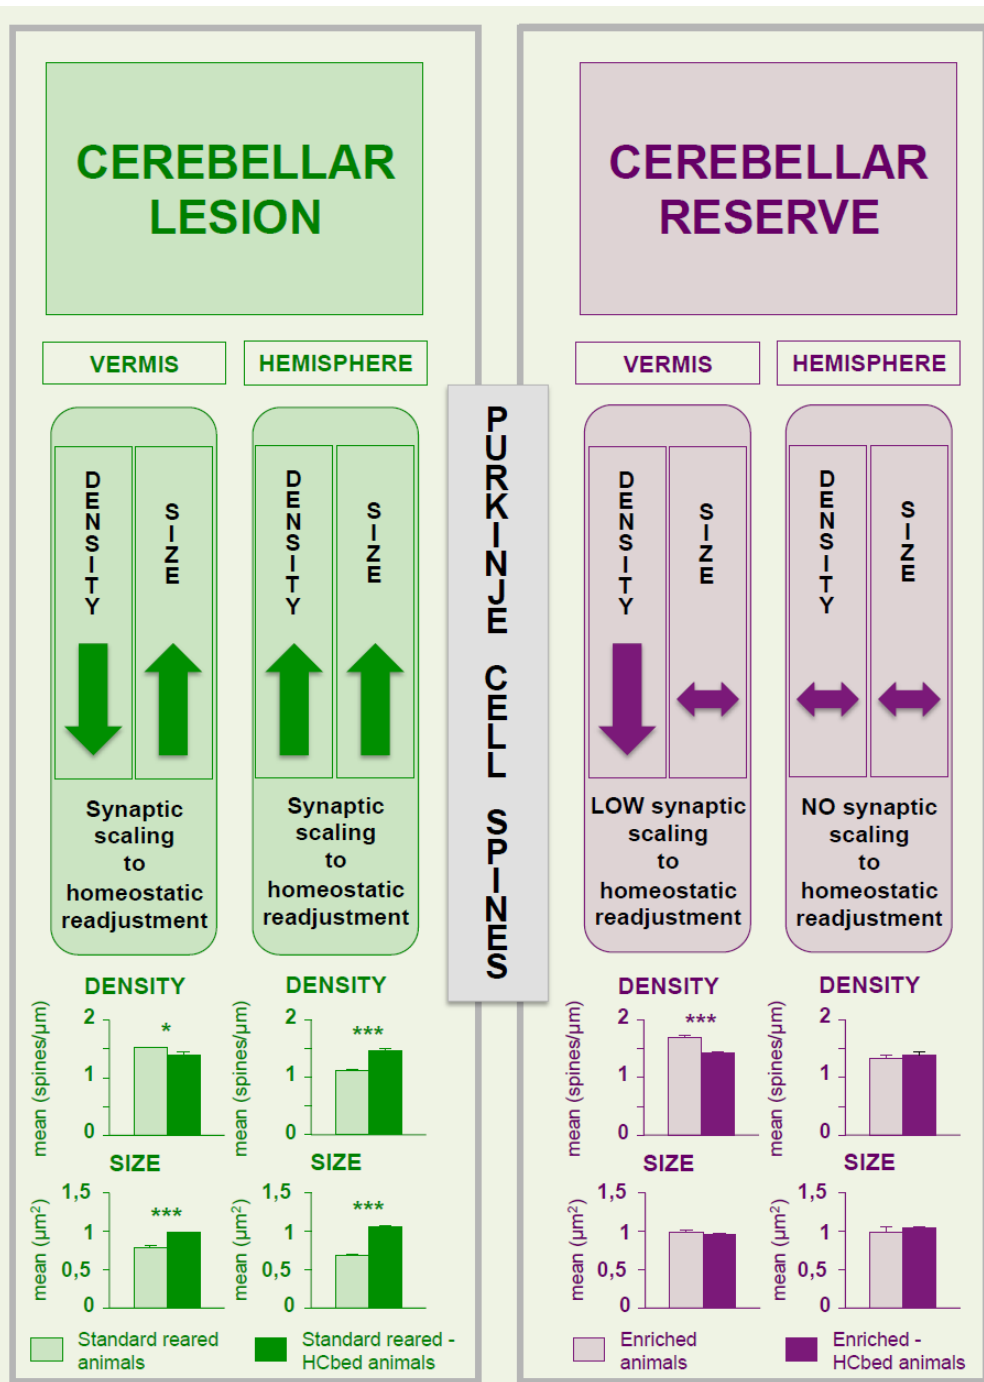 CEREBELLAR
LESION
VERMIS
HEMISPHERE
DENSITY
SIZE
DENSITY
SIZE
Synaptic
scaling
to
homeostatic
readjustment
Synaptic
scaling
to
homeostatic
readjustment
DENSITY
mean (spines/µm)
2
1
0
*
DENSITY
mean (spines/µm)
2
1
0
***
SIZE
mean (µm²)
1,5
1
0,5
0
***
SIZE
mean (µm²)
1,5
1
0,5
0
***
Standard reared
animals
Standard reared -
HCbed animals
PURKINJE CELL SPINES
CEREBELLAR
RESERVE
VERMIS
HEMISPHERE
DENSITY
SIZE
DENSITY
SIZE
LOW synaptic
scaling
to
homeostatic
readjustment
NO synaptic
scaling
to
homeostatic
readjustment
DENSITY
mean (spines/µm)
2
1
0
***
DENSITY
mean (spines/µm)
2
1
0
SIZE
mean (µm²)
1,5
1
0,5
0
SIZE
mean (µm²)
1,5
1
0,5
0
Enriched
animals
Enriched -
HCbed animals